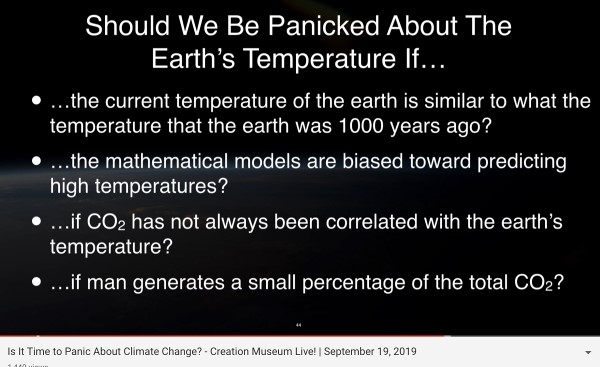 Should We Be Panicked About The
Earth's Temperature If…
• …the current temperature of the earth is similar to what the
temperature that the earth was 1000 years ago?
• …the mathematical models are biased toward predicting
high temperatures?
• …if CO₂ has not always been correlated with the earth's
temperature?
• …if man generates a small percentage of the total CO₂?
44
Is It Time to Panic About Climate Change? - Creation Museum Live! | September 19, 2019